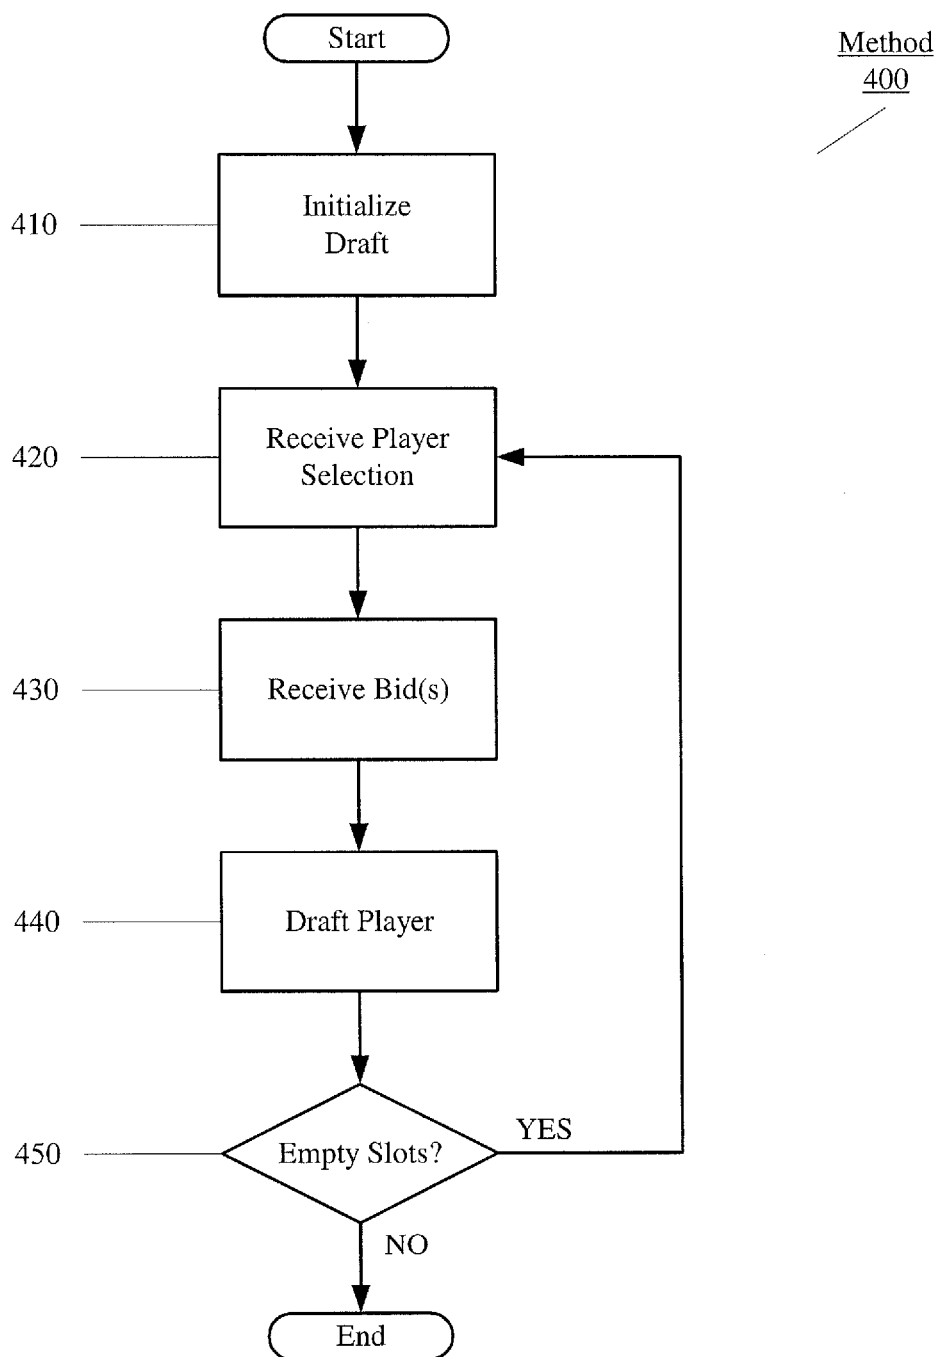 Start
Method
400
410
Initialize
Draft
420
Receive Player
Selection
430
Receive Bid(s)
440
Draft Player
450
Empty Slots?
YES
NO
End